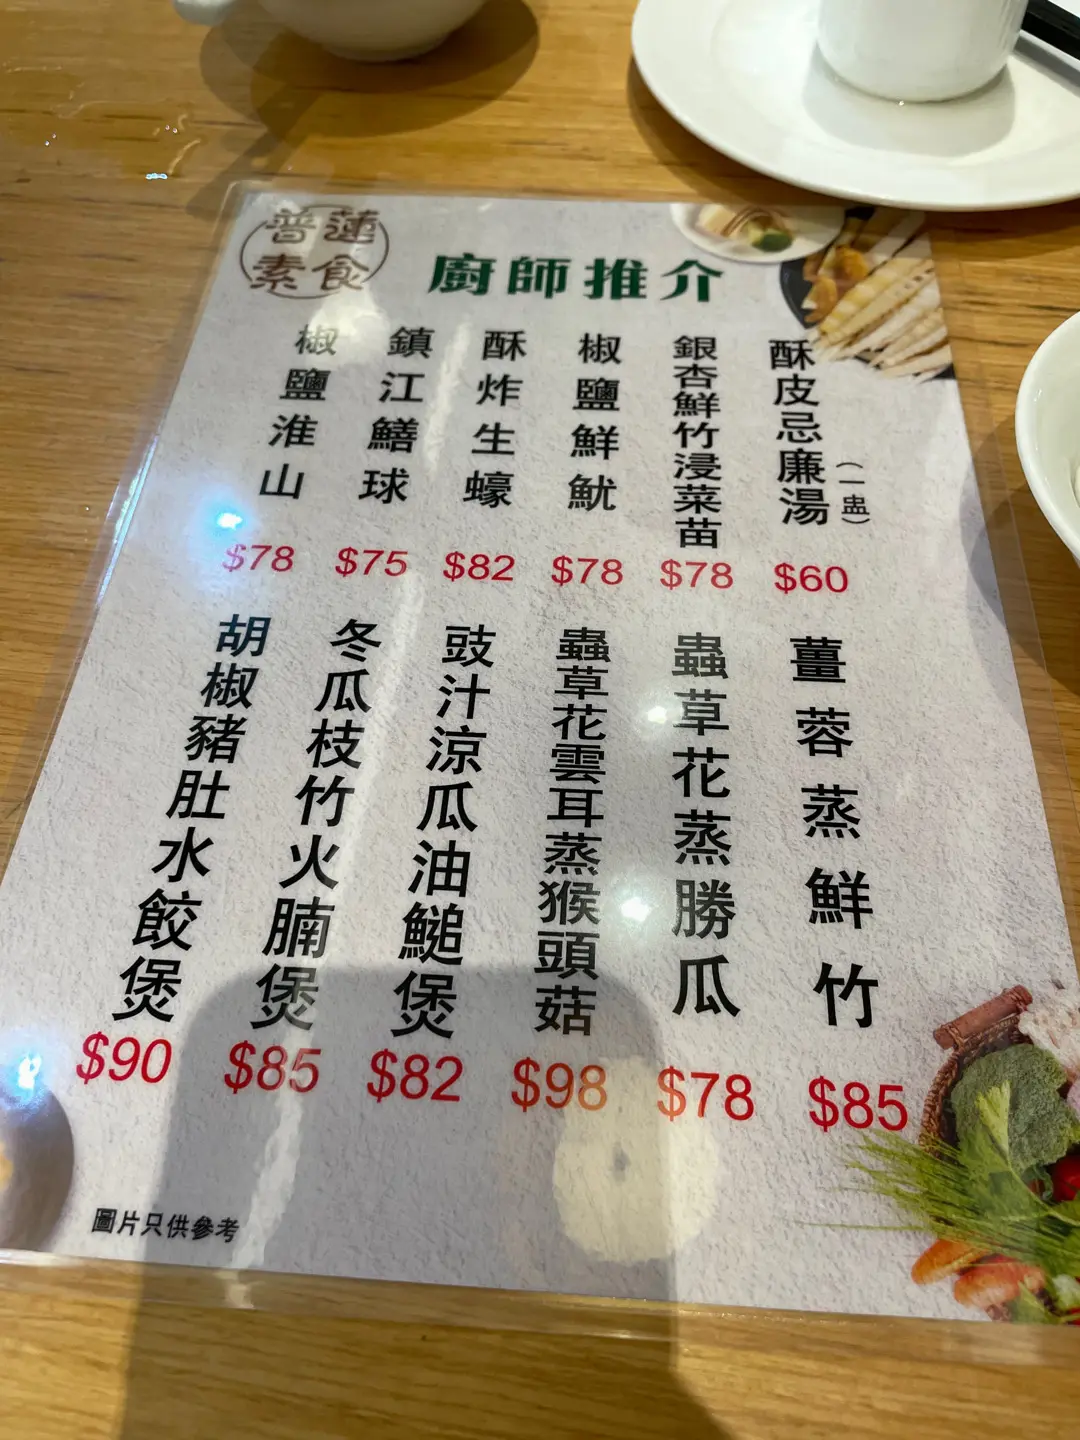 普蓮
素食
廚師推介
酥皮忌廉湯
(一盅)
$60
銀杏鮮竹浸菜苗
$78
椒鹽鮮魷
$78
酥炸生蠔
$82
鎮江鱔球
$75
椒鹽淮山
$78
薑蓉蒸鮮竹
$85
蟲草花蒸勝瓜
$78
蟲草花雲耳蒸猴頭菇
$98
豉汁涼瓜油鎚煲
$82
冬瓜枝竹火腩煲
$85
胡椒豬肚水餃煲
$90
圖片只供參考